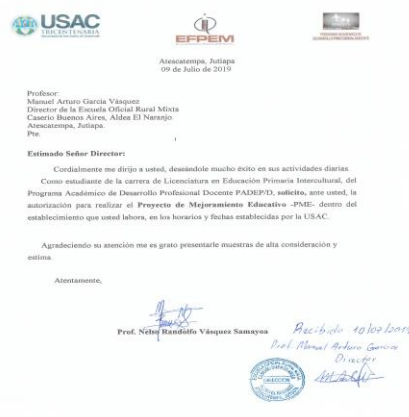 USAC
TRICENTENARIA
EFPEM
Atescatempa, Jutiapa
09 de Julio de 2019
Profesor:
Manuel Arturo García Vásquez
Director de la Escuela Oficial Rural Mixta
Caserío Buenos Aires, Aldea El Naranjo
Atescatempa, Jutiapa.
Pte.
Estimado Señor Director:
Cordialmente me dirijo a usted, deseándole mucho éxito en sus actividades diarias.
Como estudiante de la carrera de Licenciatura en Educación Primaria Intercultural, del
Programa Académico de Desarrollo Profesional Docente PADEP/D, solicito, ante usted, la
autorización para realizar el Proyecto de Mejoramiento Educativo -PME- dentro del
establecimiento que usted labora, en los horarios y fechas establecidas por la USAC.
Agradeciendo su atención me es grato presentarle muestras de alta consideración y
estima.
Atentamente,
Prof. Nelso Randolfo Vásquez Samayoa
Recibido 10/07/2019
Prof. Manuel Arturo García
Director
DIRECCION